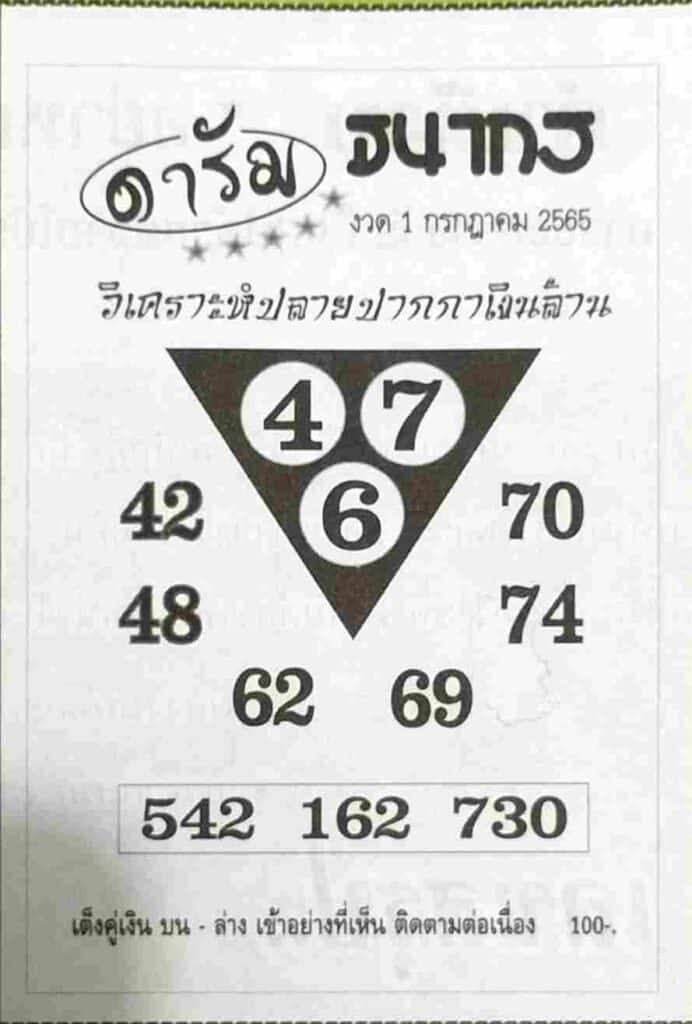 ดารัม ธนากร
งวด 1 กรกฎาคม 2565
วิเคราะห์ปลายปากกาเงินล้าน
4 7
6
42 70
48 74
62 69
542 162 730
เต็งคู่เงิน บน - ล่าง เข้าอย่างที่เห็น ติดตามต่อเนื่อง 100-.